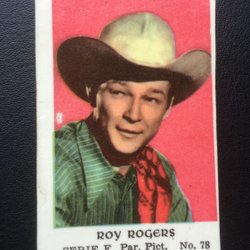 ROY ROGERS
SERIE E. Par. Pict. No. 78